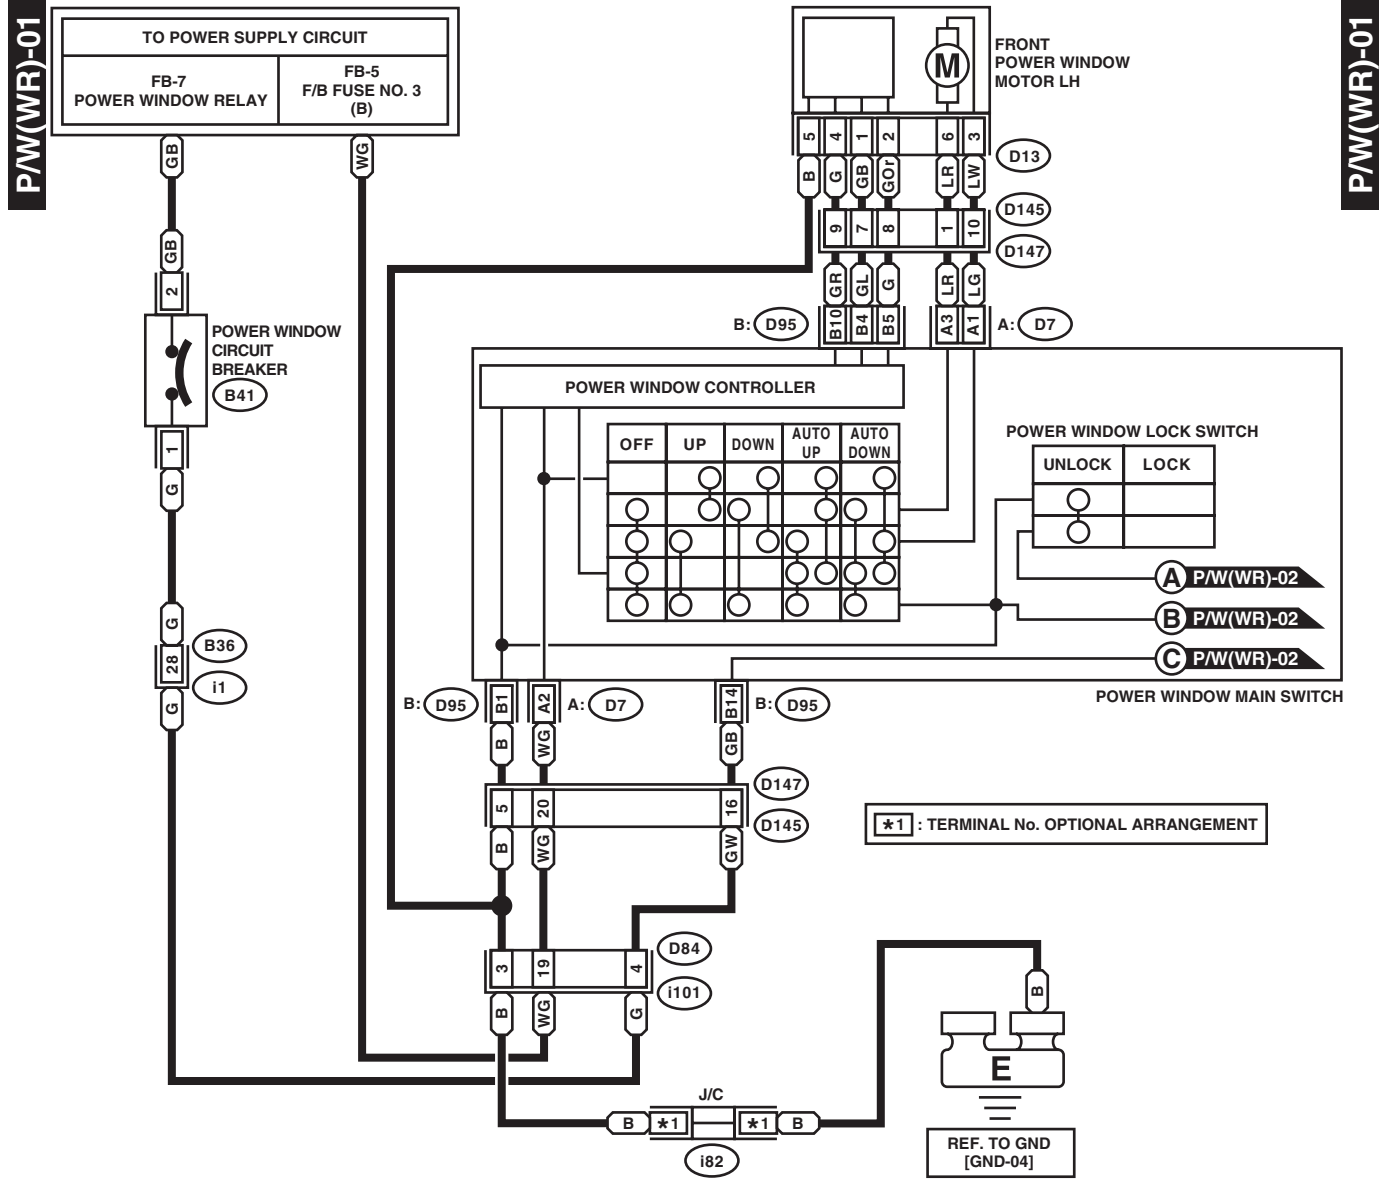 P/W(WR)-01
P/W(WR)-01
TO POWER SUPPLY CIRCUIT
FB-7
POWER WINDOW RELAY
FB-5
F/B FUSE NO. 3
(B)
GB
WG
GB
2
POWER WINDOW
CIRCUIT
BREAKER
B41
1
G
G
B36
28
i1
G
M
FRONT
POWER WINDOW
MOTOR LH
5 4 1 2 6 3
D13
B G GB GOr LR LW
D145
9 7 8 1 10
D147
GR GL G LR LG
B: D95
B10 B4 B5 A3 A1
A: D7
POWER WINDOW CONTROLLER
OFF
UP
DOWN
AUTO
UP
AUTO
DOWN
POWER WINDOW LOCK SWITCH
UNLOCK
LOCK
A P/W(WR)-02
B P/W(WR)-02
C P/W(WR)-02
POWER WINDOW MAIN SWITCH
B: D95
B1
A2
A: D7
B14
B: D95
B
WG
GB
D147
5 20 16
D145
B WG GW
*1 : TERMINAL No. OPTIONAL ARRANGEMENT
D84
3 19 4
i101
B WG G
J/C
B *1 *1 B
i82
B
E
REF. TO GND
[GND-04]